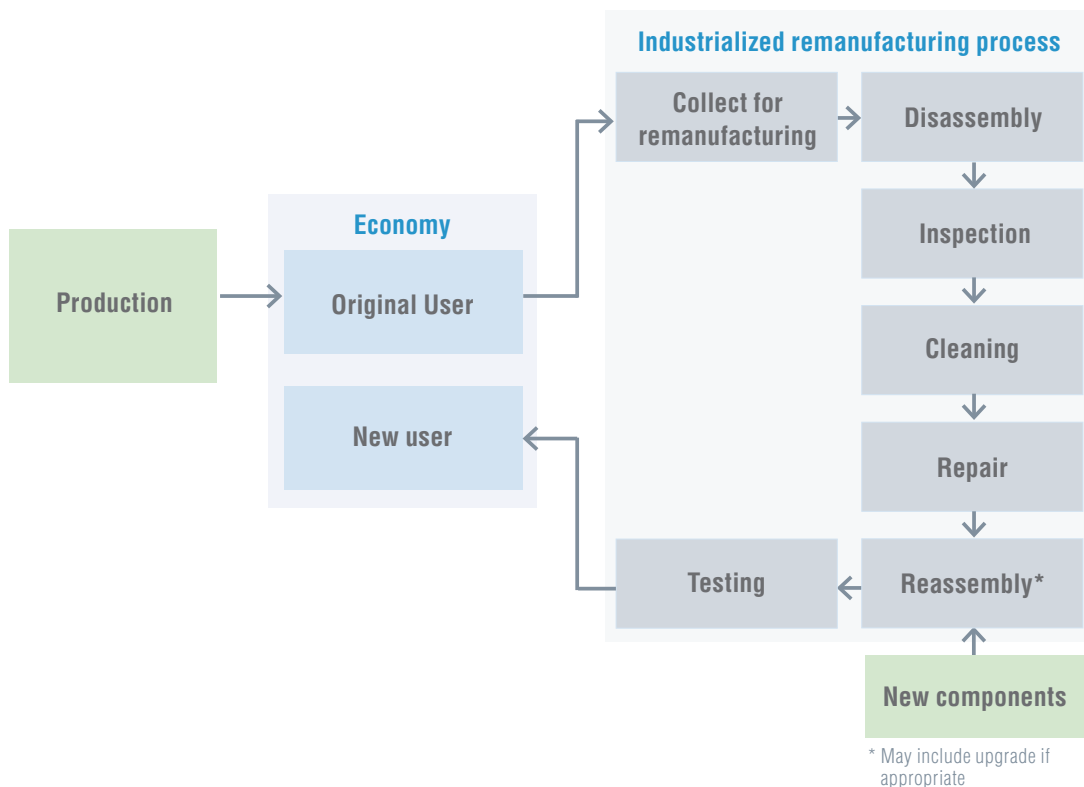 Industrialized remanufacturing process
Collect for
remanufacturing
Disassembly
Inspection
Economy
Production
Original User
Cleaning
New user
Repair
Testing
Reassembly*
New components
* May include upgrade if
appropriate